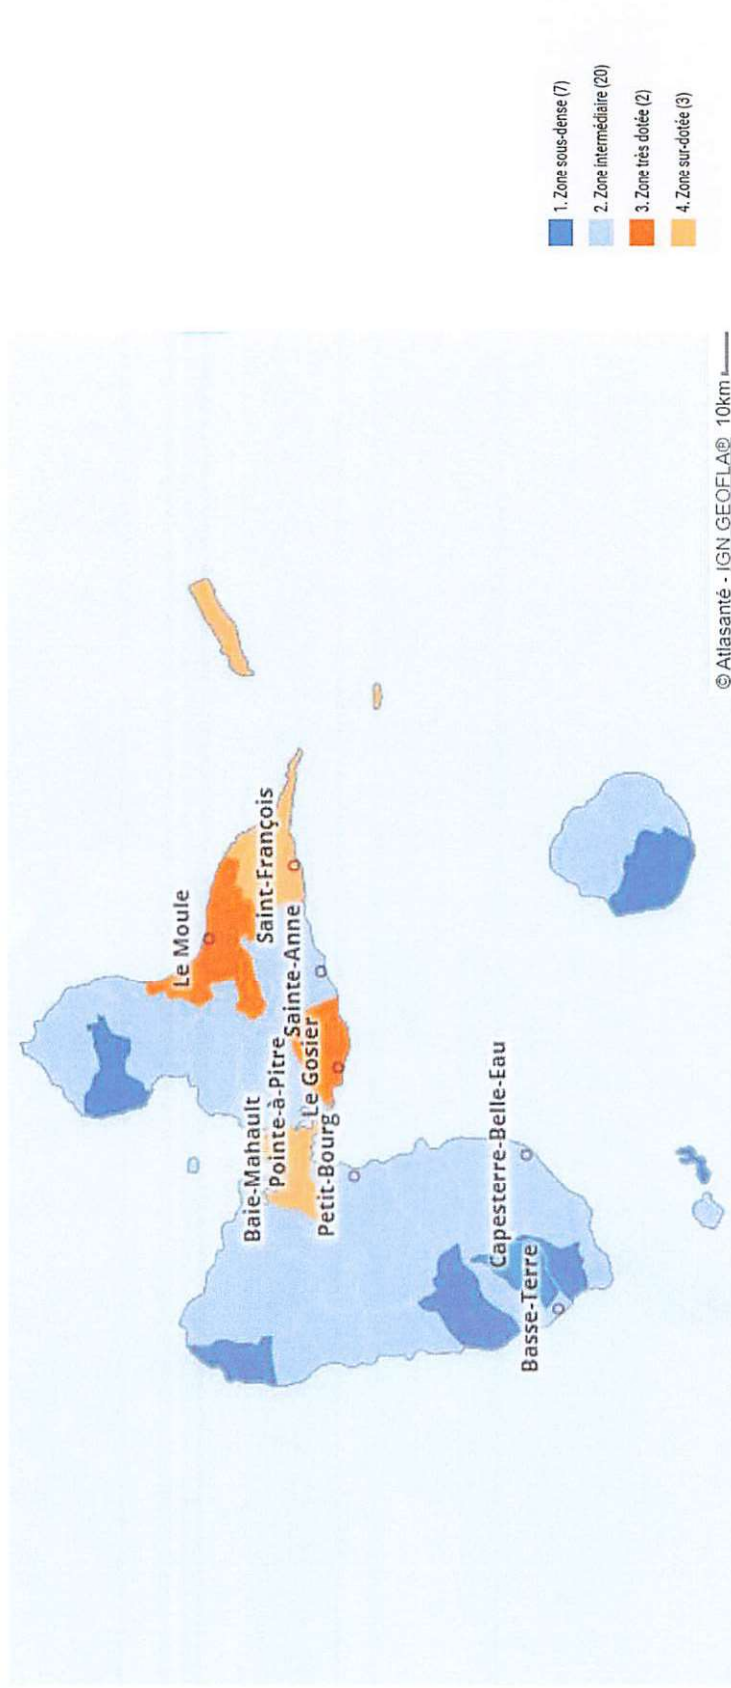 Le Moule
Saint-François
Baie-Mahault
Pointe-à-Pitre
Sainte-Anne
Le Gosier
Petit-Bourg
Capesterre-Belle-Eau
Basse-Terre
1. Zone sous-dense (7)
2. Zone intermédiaire (20)
3. Zone très dotée (2)
4. Zone sur-dotée (3)
© Atlasanté - IGN GEOFLA® 10km